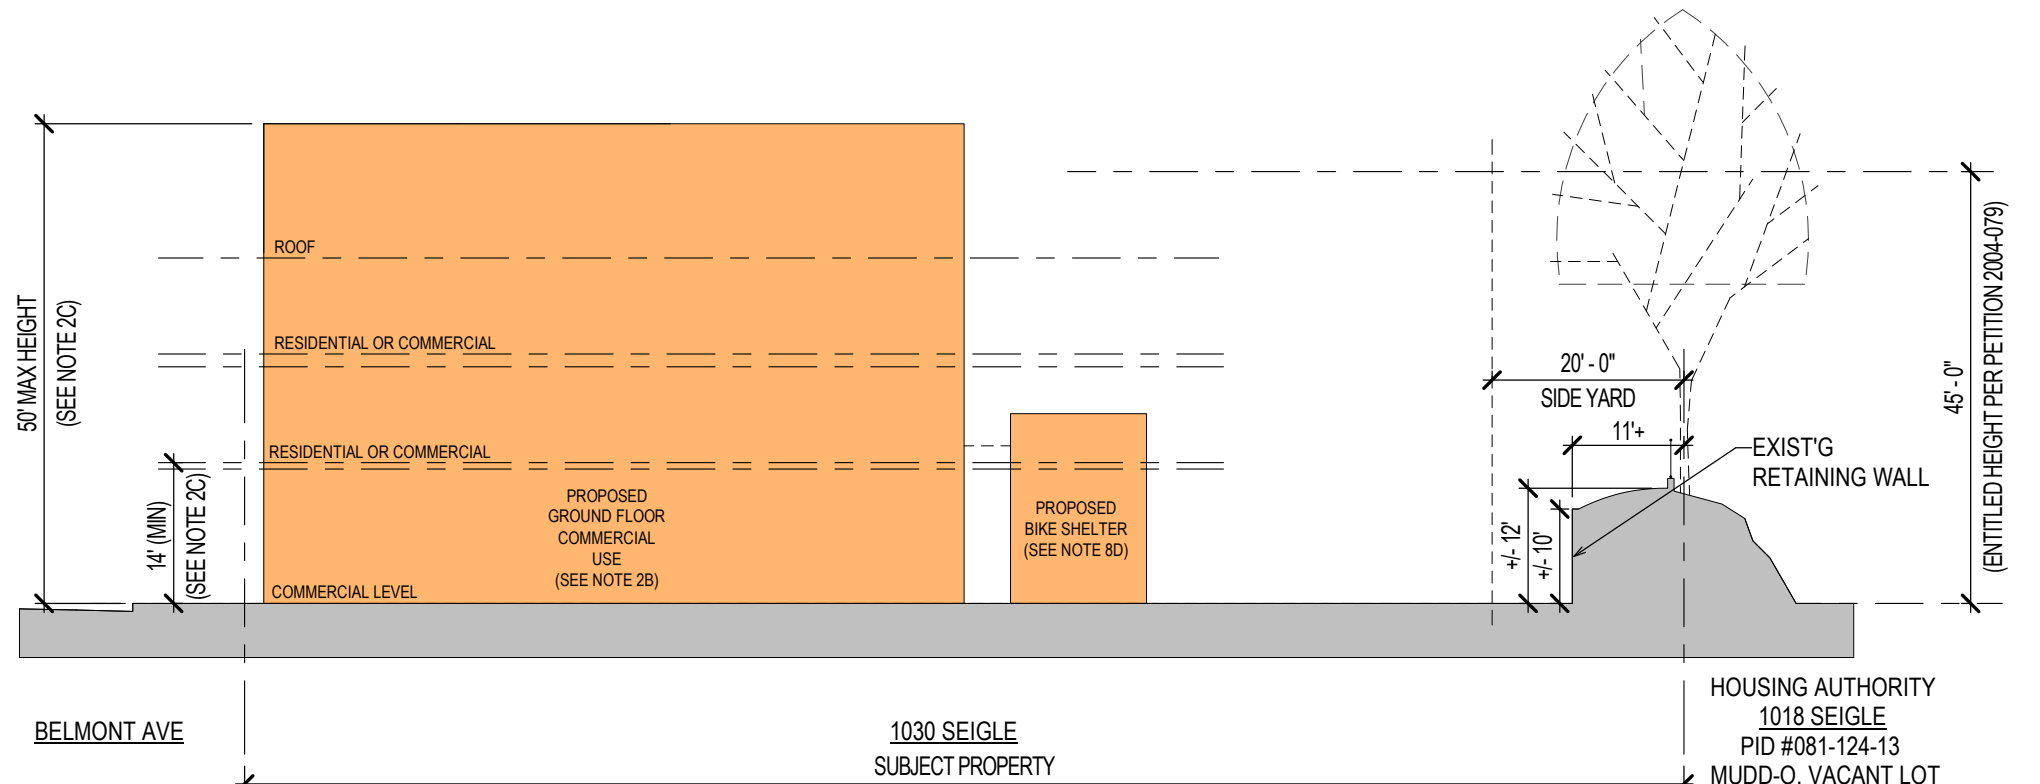 50' MAX HEIGHT
(SEE NOTE 2C)
14' (MIN)
(SEE NOTE 2C)
ROOF
RESIDENTIAL OR COMMERCIAL
RESIDENTIAL OR COMMERCIAL
PROPOSED
GROUND FLOOR
COMMERCIAL
USE
(SEE NOTE 2B)
COMMERCIAL LEVEL
PROPOSED
BIKE SHELTER
(SEE NOTE 8D)
20' - 0"
SIDE YARD
11'+
+/- 12'
+/- 10'
EXIST'G
RETAINING WALL
45' - 0"
(ENTITLED HEIGHT PER PETITION 2004-079)
BELMONT AVE
1030 SEIGLE
SUBJECT PROPERTY
HOUSING AUTHORITY
1018 SEIGLE
PID #081-124-13
MUDD-O, VACANT LOT